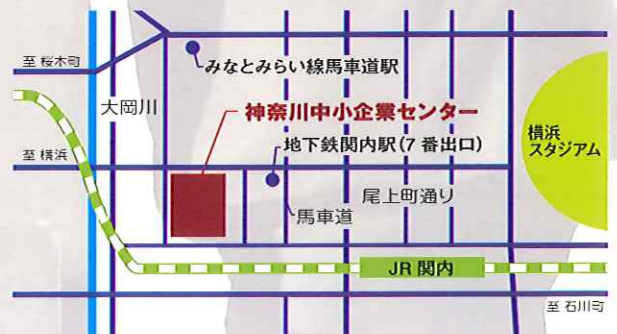 至 桜木町
みなとみらい線馬車道駅
大岡川
神奈川中小企業センター
地下鉄関内駅（7 番出口）
横浜
スタジアム
至 横浜
尾上町通り
馬車道
JR 関内
至 石川町